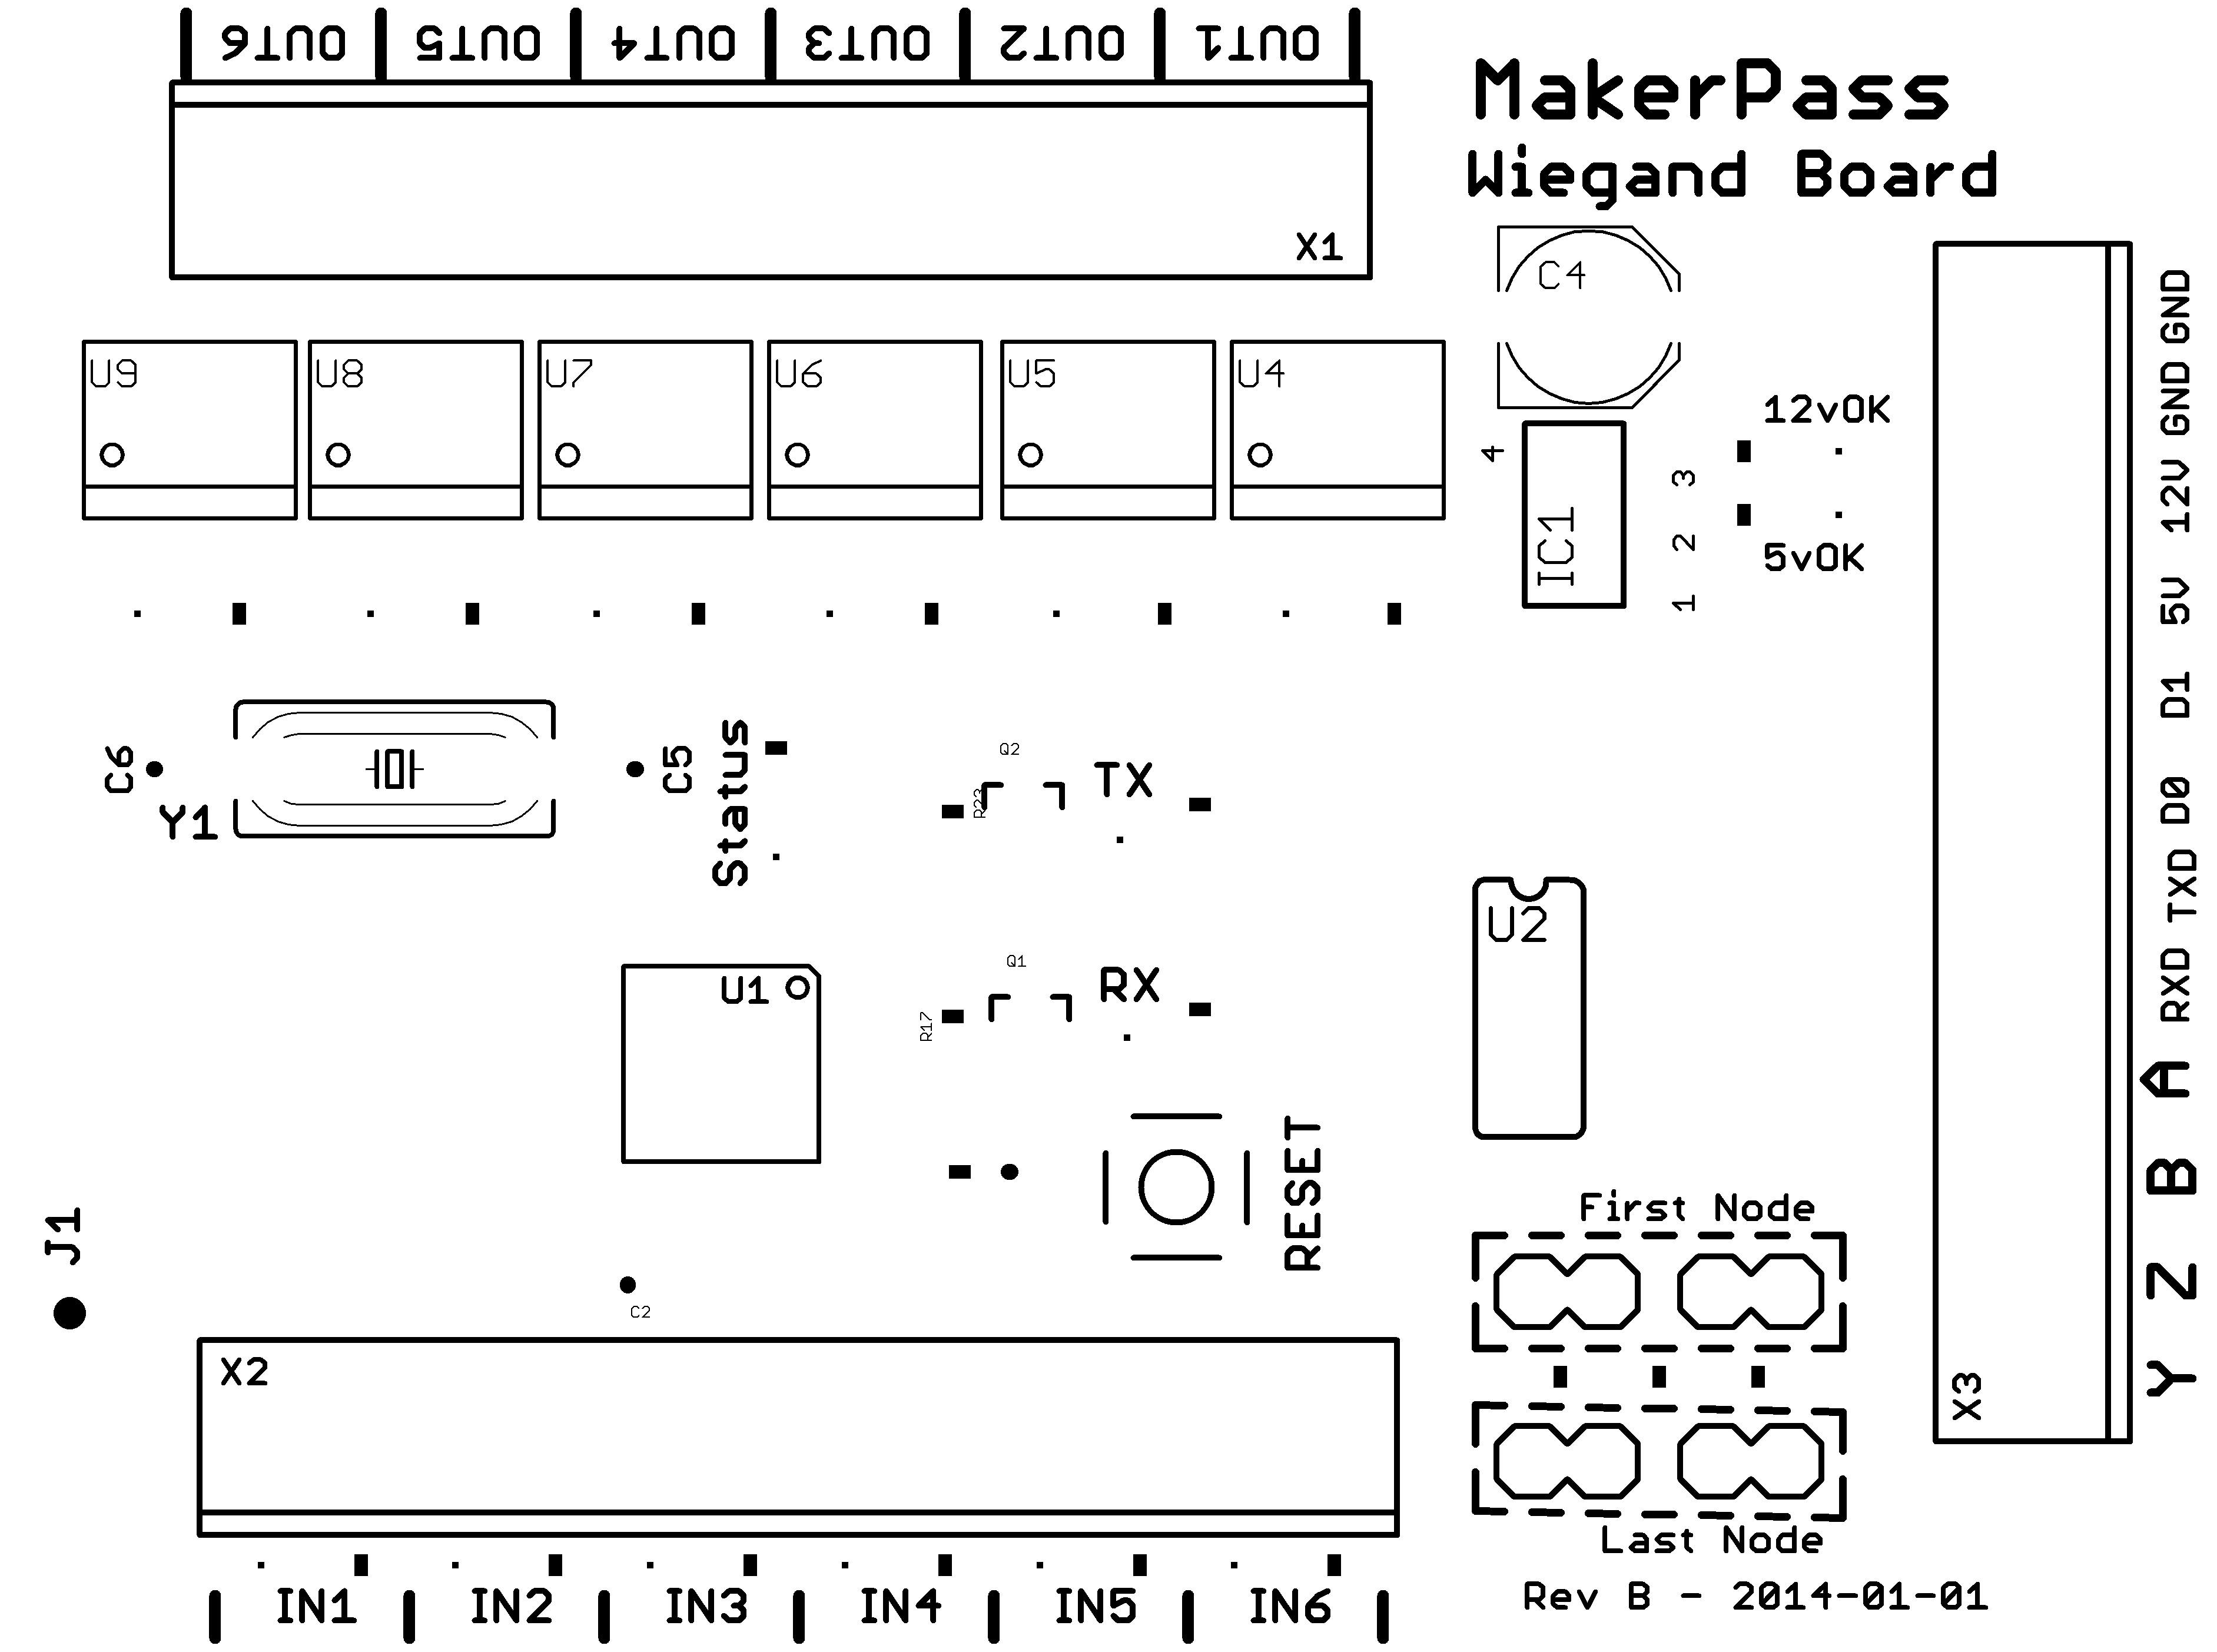 OUT6 OUT5 OUT4 OUT3 OUT2 OUT1
MakerPass
Wiegand Board
X1
C4
U9 U8 U7 U6 U5 U4
12vOK
4
3
IC1
2
5vOK
1
GND
GND
12V
5V
D1
D0
TXD
RXD
A
B
Z
Y
X3
C6
Y1
C5
Status
Q2
R23
TX
U2
U1
Q1
R17
RX
RESET
J1
C2
X2
First Node
Last Node
IN1 IN2 IN3 IN4 IN5 IN6
Rev B - 2014-01-01